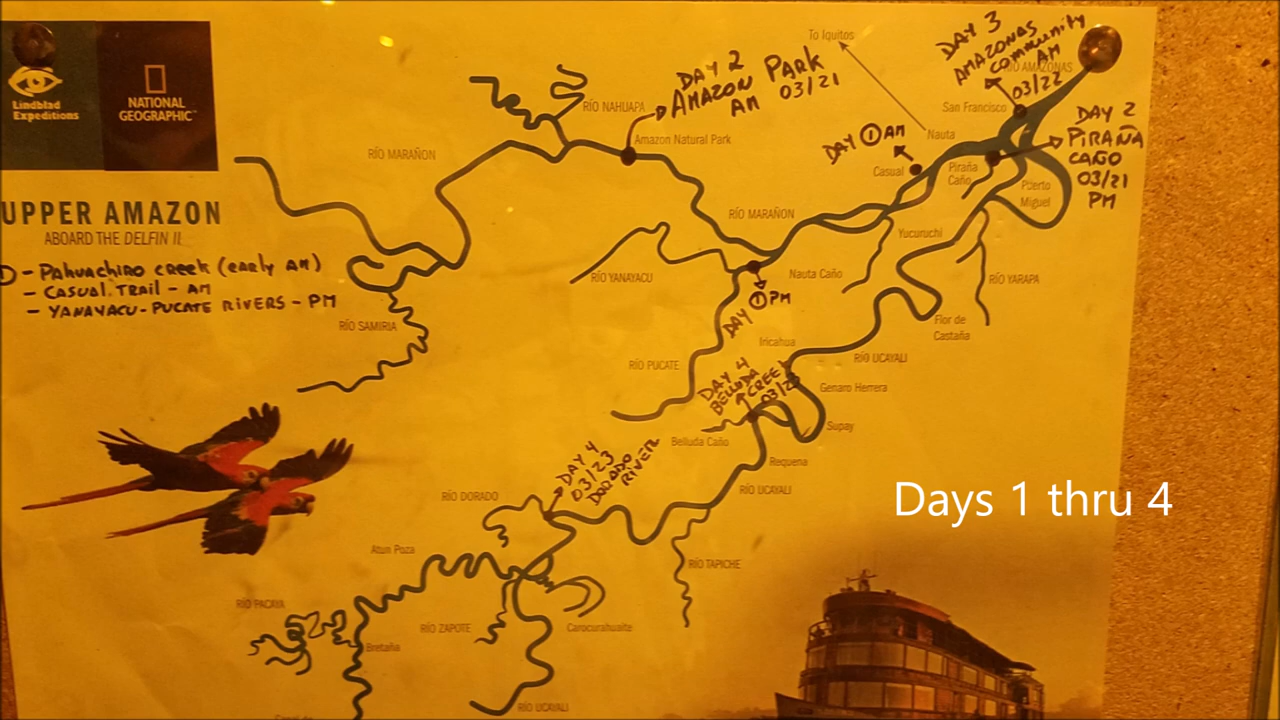 Lindblad
Expeditions
NATIONAL
GEOGRAPHIC™
UPPER AMAZON
ABOARD THE DELFIN II
① – Pahuachiro creek (early AM)
– CASUAL TRAIL – AM
– YANAYACU - PUCATE RIVERS - PM
To Iquitos
DAY 3
AMAZONAS
COMMUNITY
AM
03/22
RÍO AMAZONAS
San Francisco
DAY 2
AMAZON PARK
AM 03/21
RÍO NAHUAPA
Amazon Natural Park
RÍO MARAÑON
DAY ① AM
Nauta
Casual
Piraña
Caño
DAY 2
PIRAÑA
CAÑO
03/21
PM
Puerto
Miguel
RÍO MARAÑON
Yucuruchi
RÍO YANAYACU
Nauta Caño
RÍO YARAPA
DAY ① PM
RÍO SAMIRIA
Flor de
Castaña
Iricahua
RÍO PUCATE
RÍO UCAYALI
DAY 4
BELLUDA
CREEK
03/23
Genaro Herrera
Supay
Belluda Caño
Requena
DAY 4
03/23
DORADO
RIVER
RÍO UCAYALI
RÍO DORADO
Days 1 thru 4
Atun Poza
RÍO TAPICHE
RÍO PACAYA
RÍO ZAPOTE
Carocurahuaite
Bretaña
RÍO UCAYALI